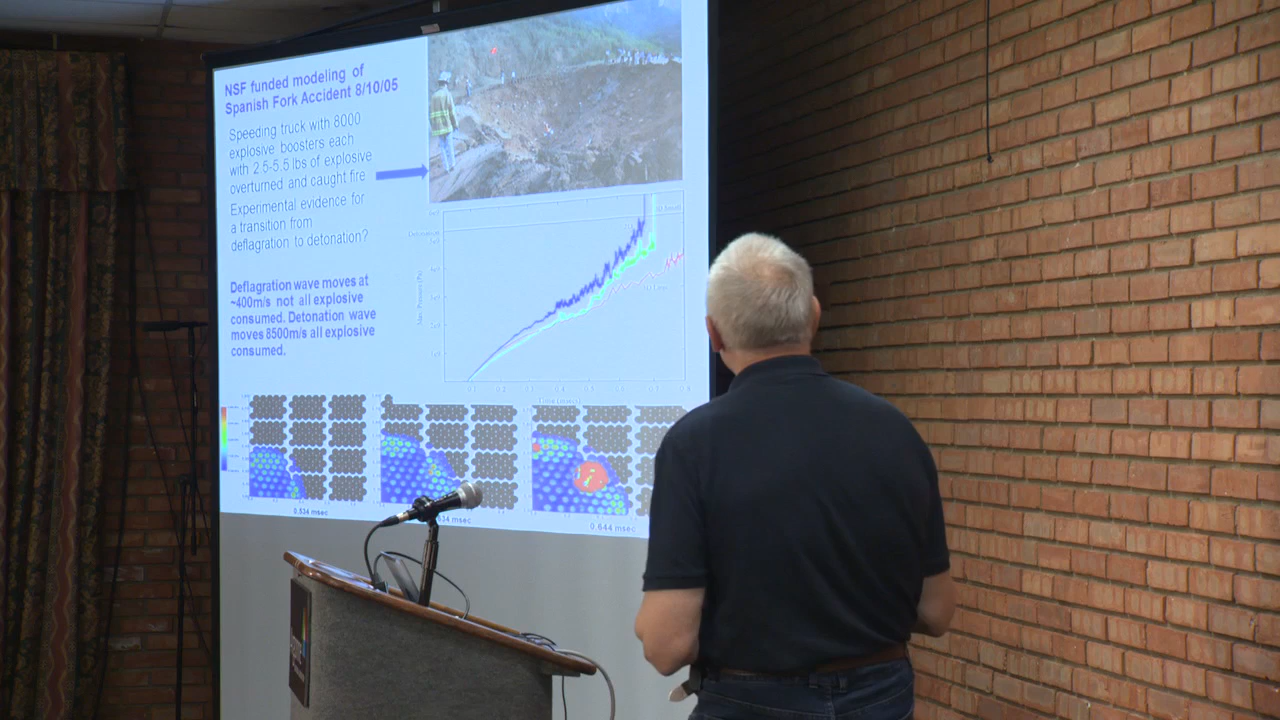 NSF funded modeling of
Spanish Fork Accident 8/10/05
Speeding truck with 8000
explosive boosters each
with 2.5-5.5 lbs of explosive
overturned and caught fire
Experimental evidence for
a transition from
deflagration to detonation?
Deflagration wave moves at
~400m/s not all explosive
consumed. Detonation wave
moves 8500m/s all explosive
consumed.
Detonation
Time (msec)
0.534 msec
0.644 msec